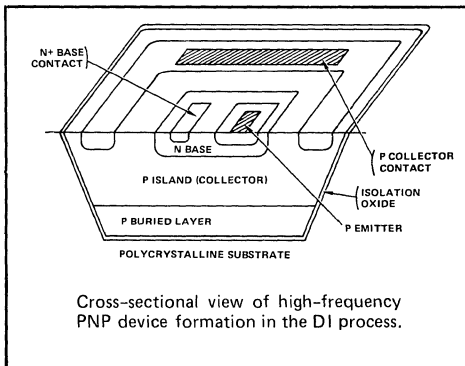 N+ BASE
CONTACT
N BASE
P ISLAND (COLLECTOR)
P COLLECTOR
CONTACT
ISOLATION
OXIDE
P BURIED LAYER
P EMITTER
POLYCRYSTALLINE SUBSTRATE
Cross-sectional view of high-frequency
PNP device formation in the DI process.